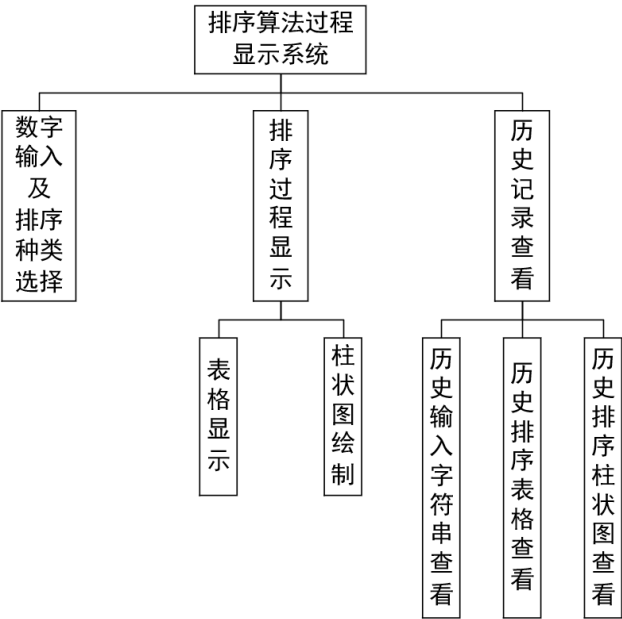 排序算法过程
显示系统
数字
输入
及
排序
种类
选择
排序过程显示
历史记录查看
表格显示
柱状图绘制
历史输入字符串查看
历史排序表格查看
历史排序柱状图查看